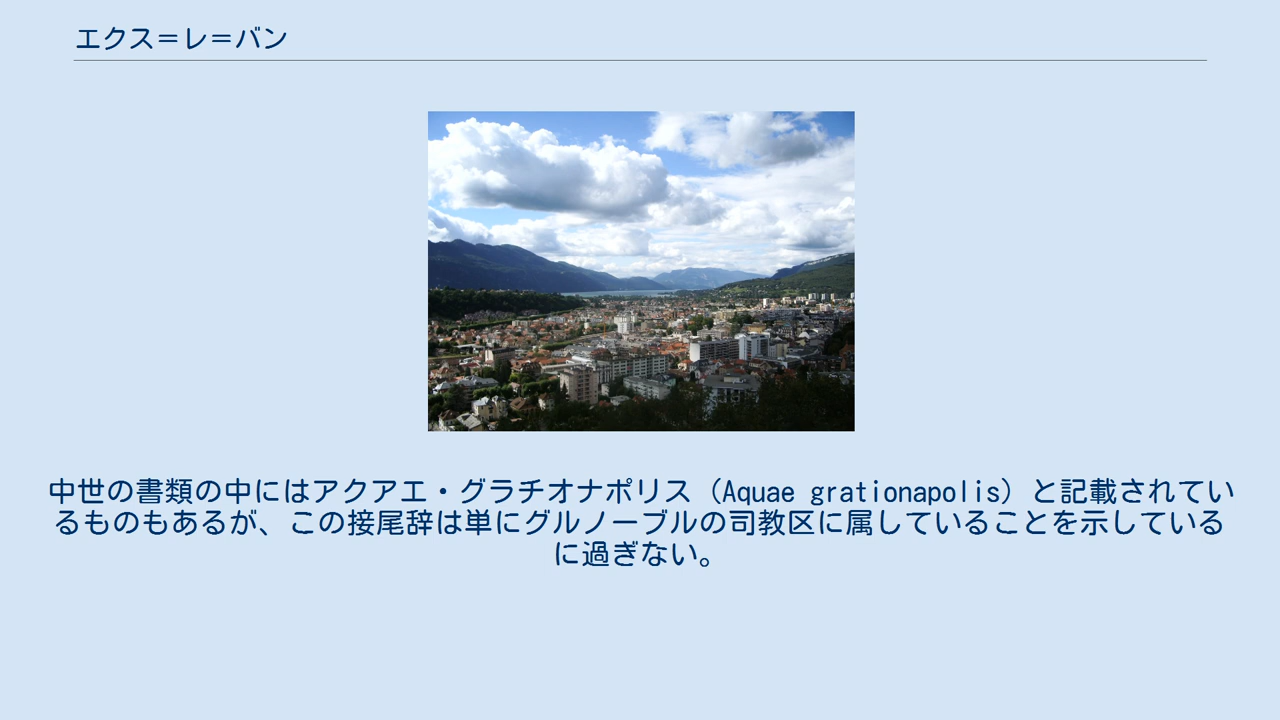 エクス＝レ＝バン
中世の書類の中にはアクアエ・グラチオナポリス（Aquae grationapolis）と記載されてい
るものもあるが、この接尾辞は単にグルノーブルの司教区に属していることを示している
に過ぎない。